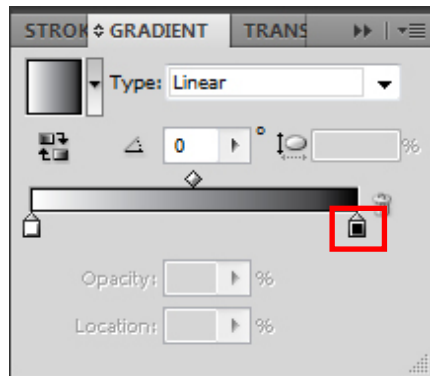 STROK GRADIENT TRANS
Type: Linear
0 ° %
Opacity: %
Location: %